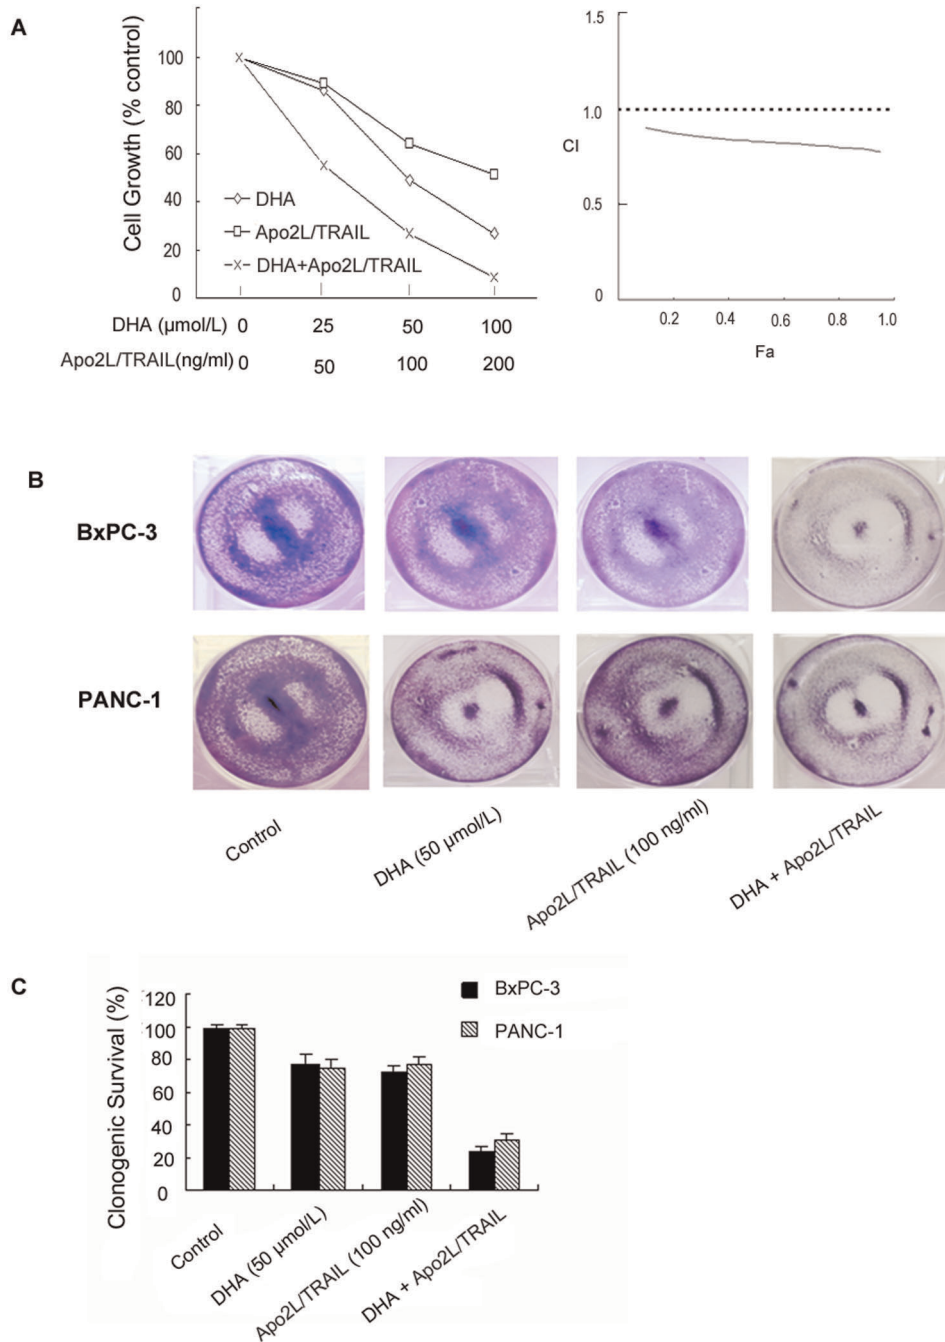 A
Cell Growth (% control)
100
80
60
40
20
0
DHA
Apo2L/TRAIL
DHA+Apo2L/TRAIL
DHA (µmol/L) 0 25 50 100
Apo2L/TRAIL(ng/ml) 0 50 100 200
1.5
1.0
CI
0.5
0
0.2 0.4 0.6 0.8 1.0
Fa
B
BxPC-3
PANC-1
Control
DHA (50 µmol/L)
Apo2L/TRAIL (100 ng/ml)
DHA + Apo2L/TRAIL
C
Clonogenic Survival (%)
120
100
80
60
40
20
0
BxPC-3
PANC-1
Control
DHA (50 µmol/L)
Apo2L/TRAIL (100 ng/ml)
DHA + Apo2L/TRAIL